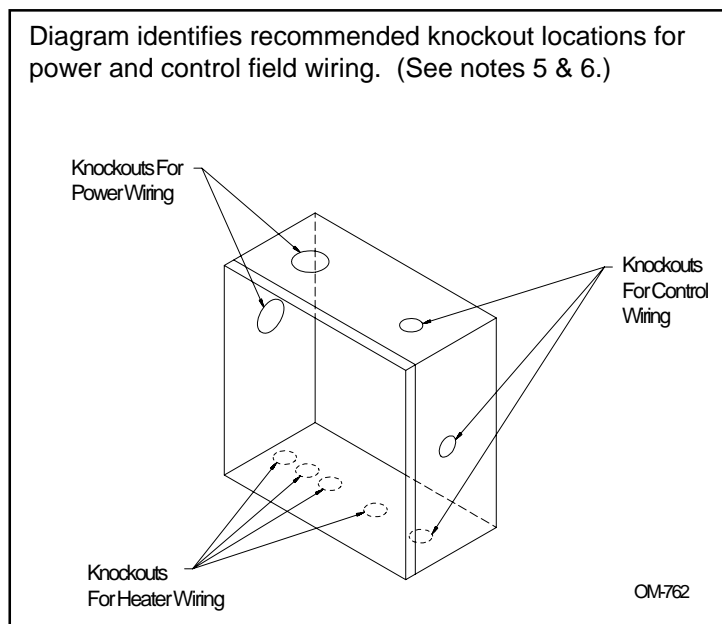 Diagram identifies recommended knockout locations for
power and control field wiring.  (See notes 5 & 6.)
Knockouts For
Power Wiring
Knockouts
For Control
Wiring
Knockouts
For Heater Wiring
OM-762